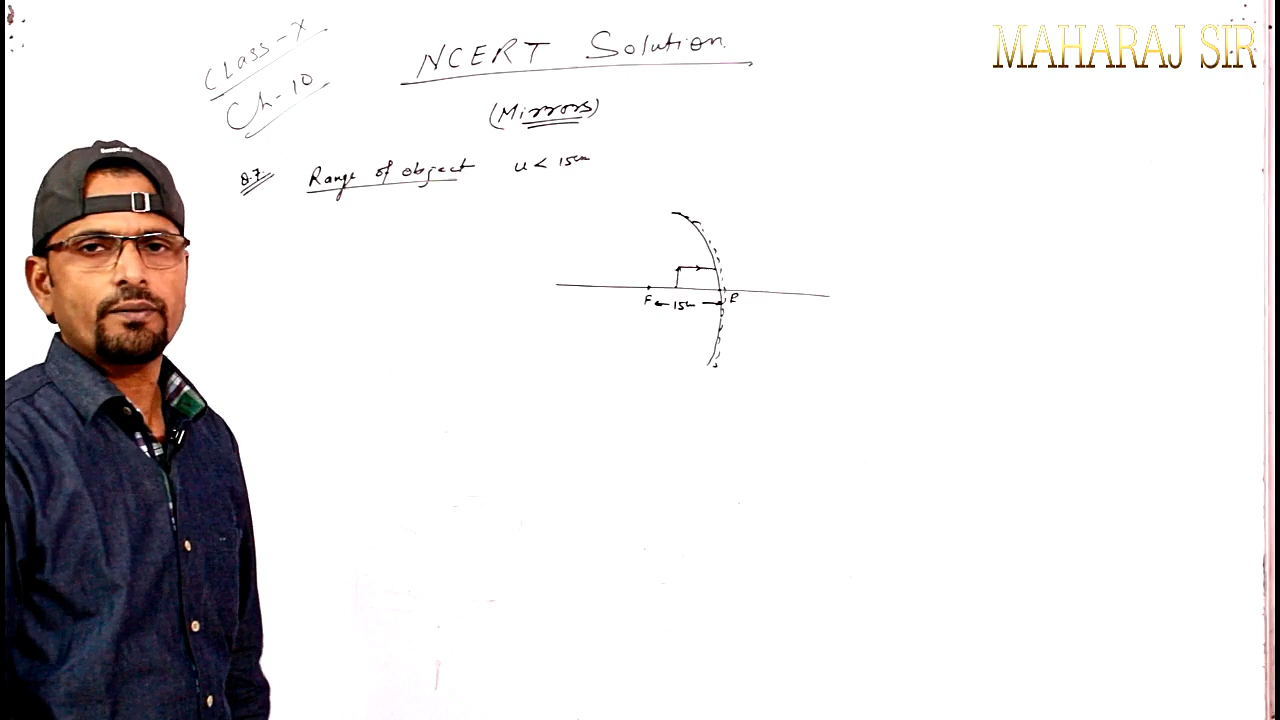 MAHARAJ SIR
Class-X
Ch-10
NCERT Solution
(Mirrors)
Q.7. Range of object u < 15cm
F 15cm P